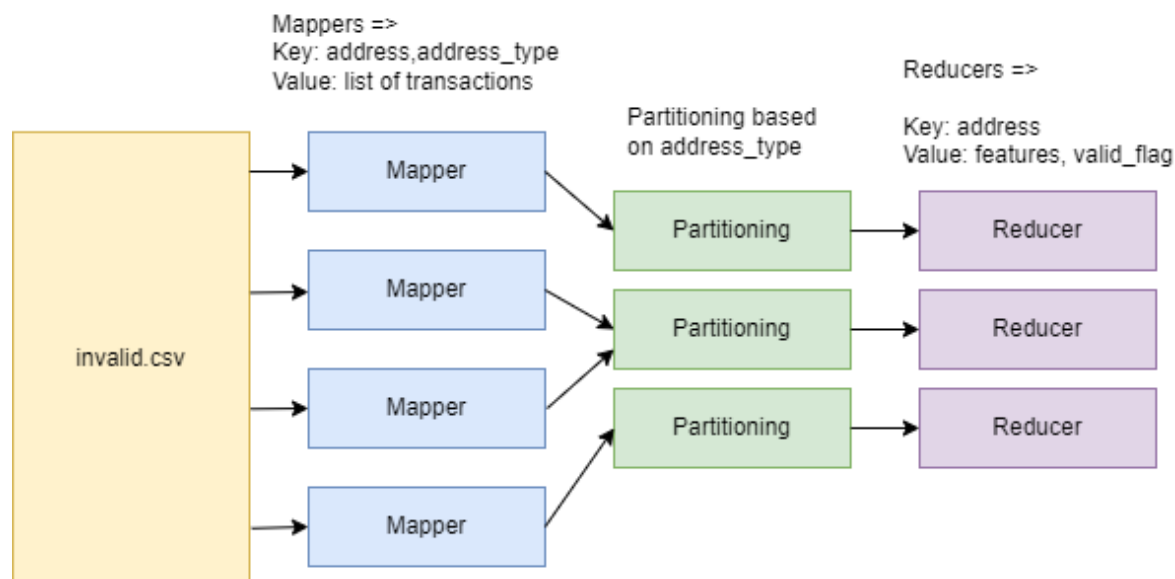 Mappers =>
Key: address,address_type
Value: list of transactions
Reducers =>
Key: address
Value: features, valid_flag
Partitioning based
on address_type
invalid.csv
Mapper
Mapper
Mapper
Mapper
Partitioning
Partitioning
Partitioning
Reducer
Reducer
Reducer